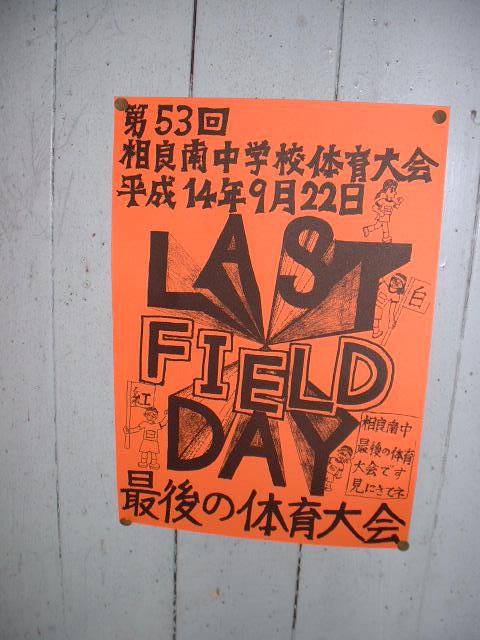 第53回
相良南中学校体育大会
平成14年9月22日
LAST
白
FIELD
紅
DAY
相良南中
最後の体育
大会です
見にきてネ
最後の体育大会